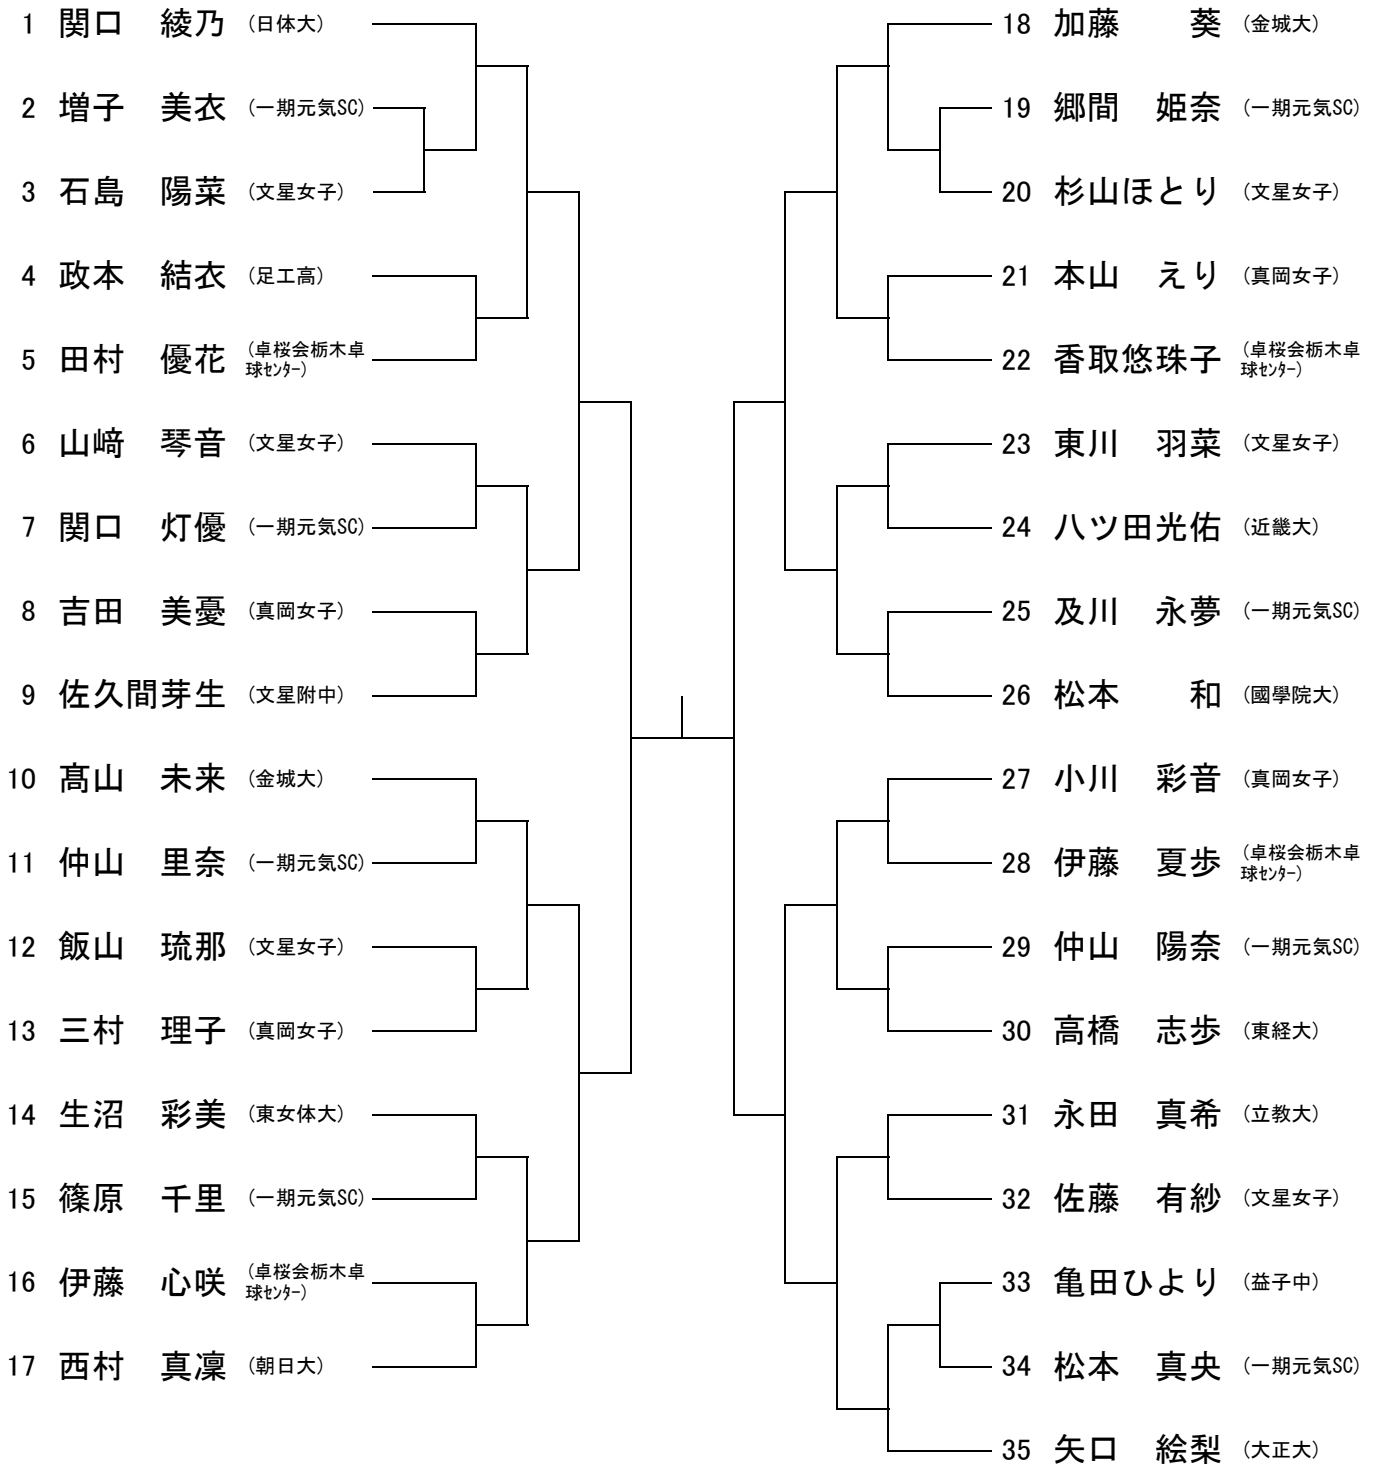 1 関口 綾乃 (日体大)
2 増子 美衣 (一期元気SC)
3 石島 陽菜 (文星女子)
4 政本 結衣 (足工高)
5 田村 優花 (卓桜会栃木卓
球ｾﾝﾀｰ)
6 山﨑 琴音 (文星女子)
7 関口 灯優 (一期元気SC)
8 吉田 美憂 (真岡女子)
9 佐久間芽生 (文星附中)
10 髙山 未来 (金城大)
11 仲山 里奈 (一期元気SC)
12 飯山 琉那 (文星女子)
13 三村 理子 (真岡女子)
14 生沼 彩美 (東女体大)
15 篠原 千里 (一期元気SC)
16 伊藤 心咲 (卓桜会栃木卓
球ｾﾝﾀｰ)
17 西村 真凜 (朝日大)
18 加藤 葵 (金城大)
19 郷間 姫奈 (一期元気SC)
20 杉山ほとり (文星女子)
21 本山 えり (真岡女子)
22 香取悠珠子 (卓桜会栃木卓
球ｾﾝﾀｰ)
23 東川 羽菜 (文星女子)
24 八ツ田光佑 (近畿大)
25 及川 永夢 (一期元気SC)
26 松本 和 (國學院大)
27 小川 彩音 (真岡女子)
28 伊藤 夏歩 (卓桜会栃木卓
球ｾﾝﾀｰ)
29 仲山 陽奈 (一期元気SC)
30 高橋 志歩 (東経大)
31 永田 真希 (立教大)
32 佐藤 有紗 (文星女子)
33 亀田ひより (益子中)
34 松本 真央 (一期元気SC)
35 矢口 絵梨 (大正大)